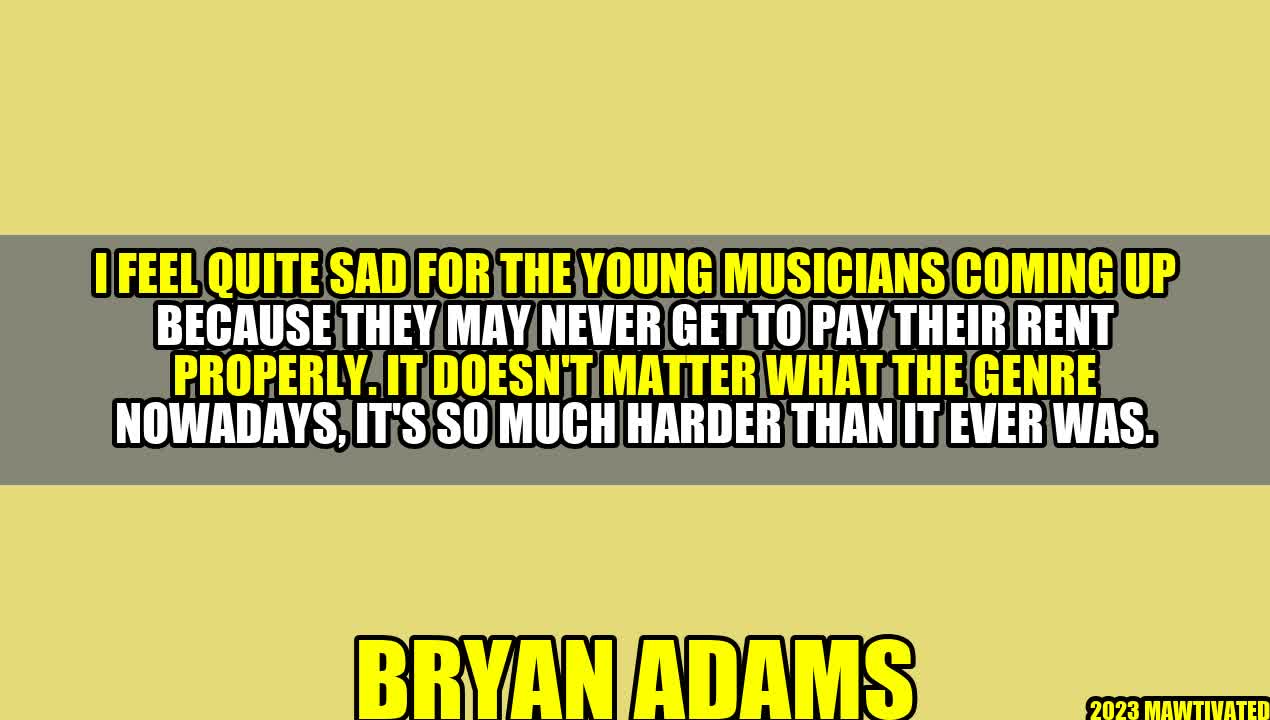 I FEEL QUITE SAD FOR THE YOUNG MUSICIANS COMING UP
BECAUSE THEY MAY NEVER GET TO PAY THEIR RENT
PROPERLY. IT DOESN'T MATTER WHAT THE GENRE
NOWADAYS, IT'S SO MUCH HARDER THAN IT EVER WAS.
BRYAN ADAMS
2023 MAWTIVATED